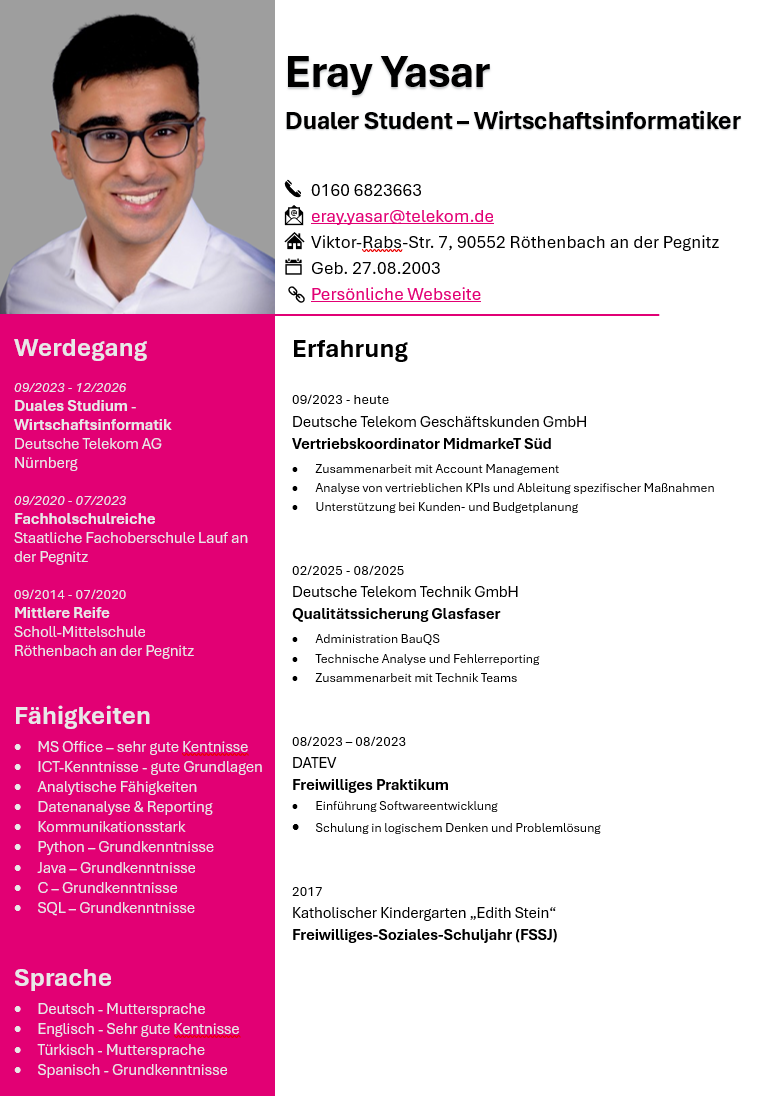 Eray Yasar
Dualer Student – Wirtschaftsinformatiker
0160 6823663
eray.yasar@telekom.de
Viktor-Rabs-Str. 7, 90552 Röthenbach an der Pegnitz
Geb. 27.08.2003
Persönliche Webseite
Werdegang
09/2023 - 12/2026
Duales Studium -
Wirtschaftsinformatik
Deutsche Telekom AG
Nürnberg
09/2020 - 07/2023
Fachholschulreiche
Staatliche Fachoberschule Lauf an
der Pegnitz
09/2014 - 07/2020
Mittlere Reife
Scholl-Mittelschule
Röthenbach an der Pegnitz
Fähigkeiten
• MS Office – sehr gute Kentnisse
• ICT-Kenntnisse - gute Grundlagen
• Analytische Fähigkeiten
• Datenanalyse & Reporting
• Kommunikationsstark
• Python – Grundkenntnisse
• Java – Grundkenntnisse
• C – Grundkenntnisse
• SQL – Grundkenntnisse
Sprache
• Deutsch - Muttersprache
• Englisch - Sehr gute Kentnisse
• Türkisch - Muttersprache
• Spanisch - Grundkenntnisse
Erfahrung
09/2023 - heute
Deutsche Telekom Geschäftskunden GmbH
Vertriebskoordinator MidmarkeT Süd
• Zusammenarbeit mit Account Management
• Analyse von vertrieblichen KPIs und Ableitung spezifischer Maßnahmen
• Unterstützung bei Kunden- und Budgetplanung
02/2025 - 08/2025
Deutsche Telekom Technik GmbH
Qualitätssicherung Glasfaser
• Administration BauQS
• Technische Analyse und Fehlerreporting
• Zusammenarbeit mit Technik Teams
08/2023 – 08/2023
DATEV
Freiwilliges Praktikum
• Einführung Softwareentwicklung
• Schulung in logischem Denken und Problemlösung
2017
Katholischer Kindergarten „Edith Stein“
Freiwilliges-Soziales-Schuljahr (FSSJ)